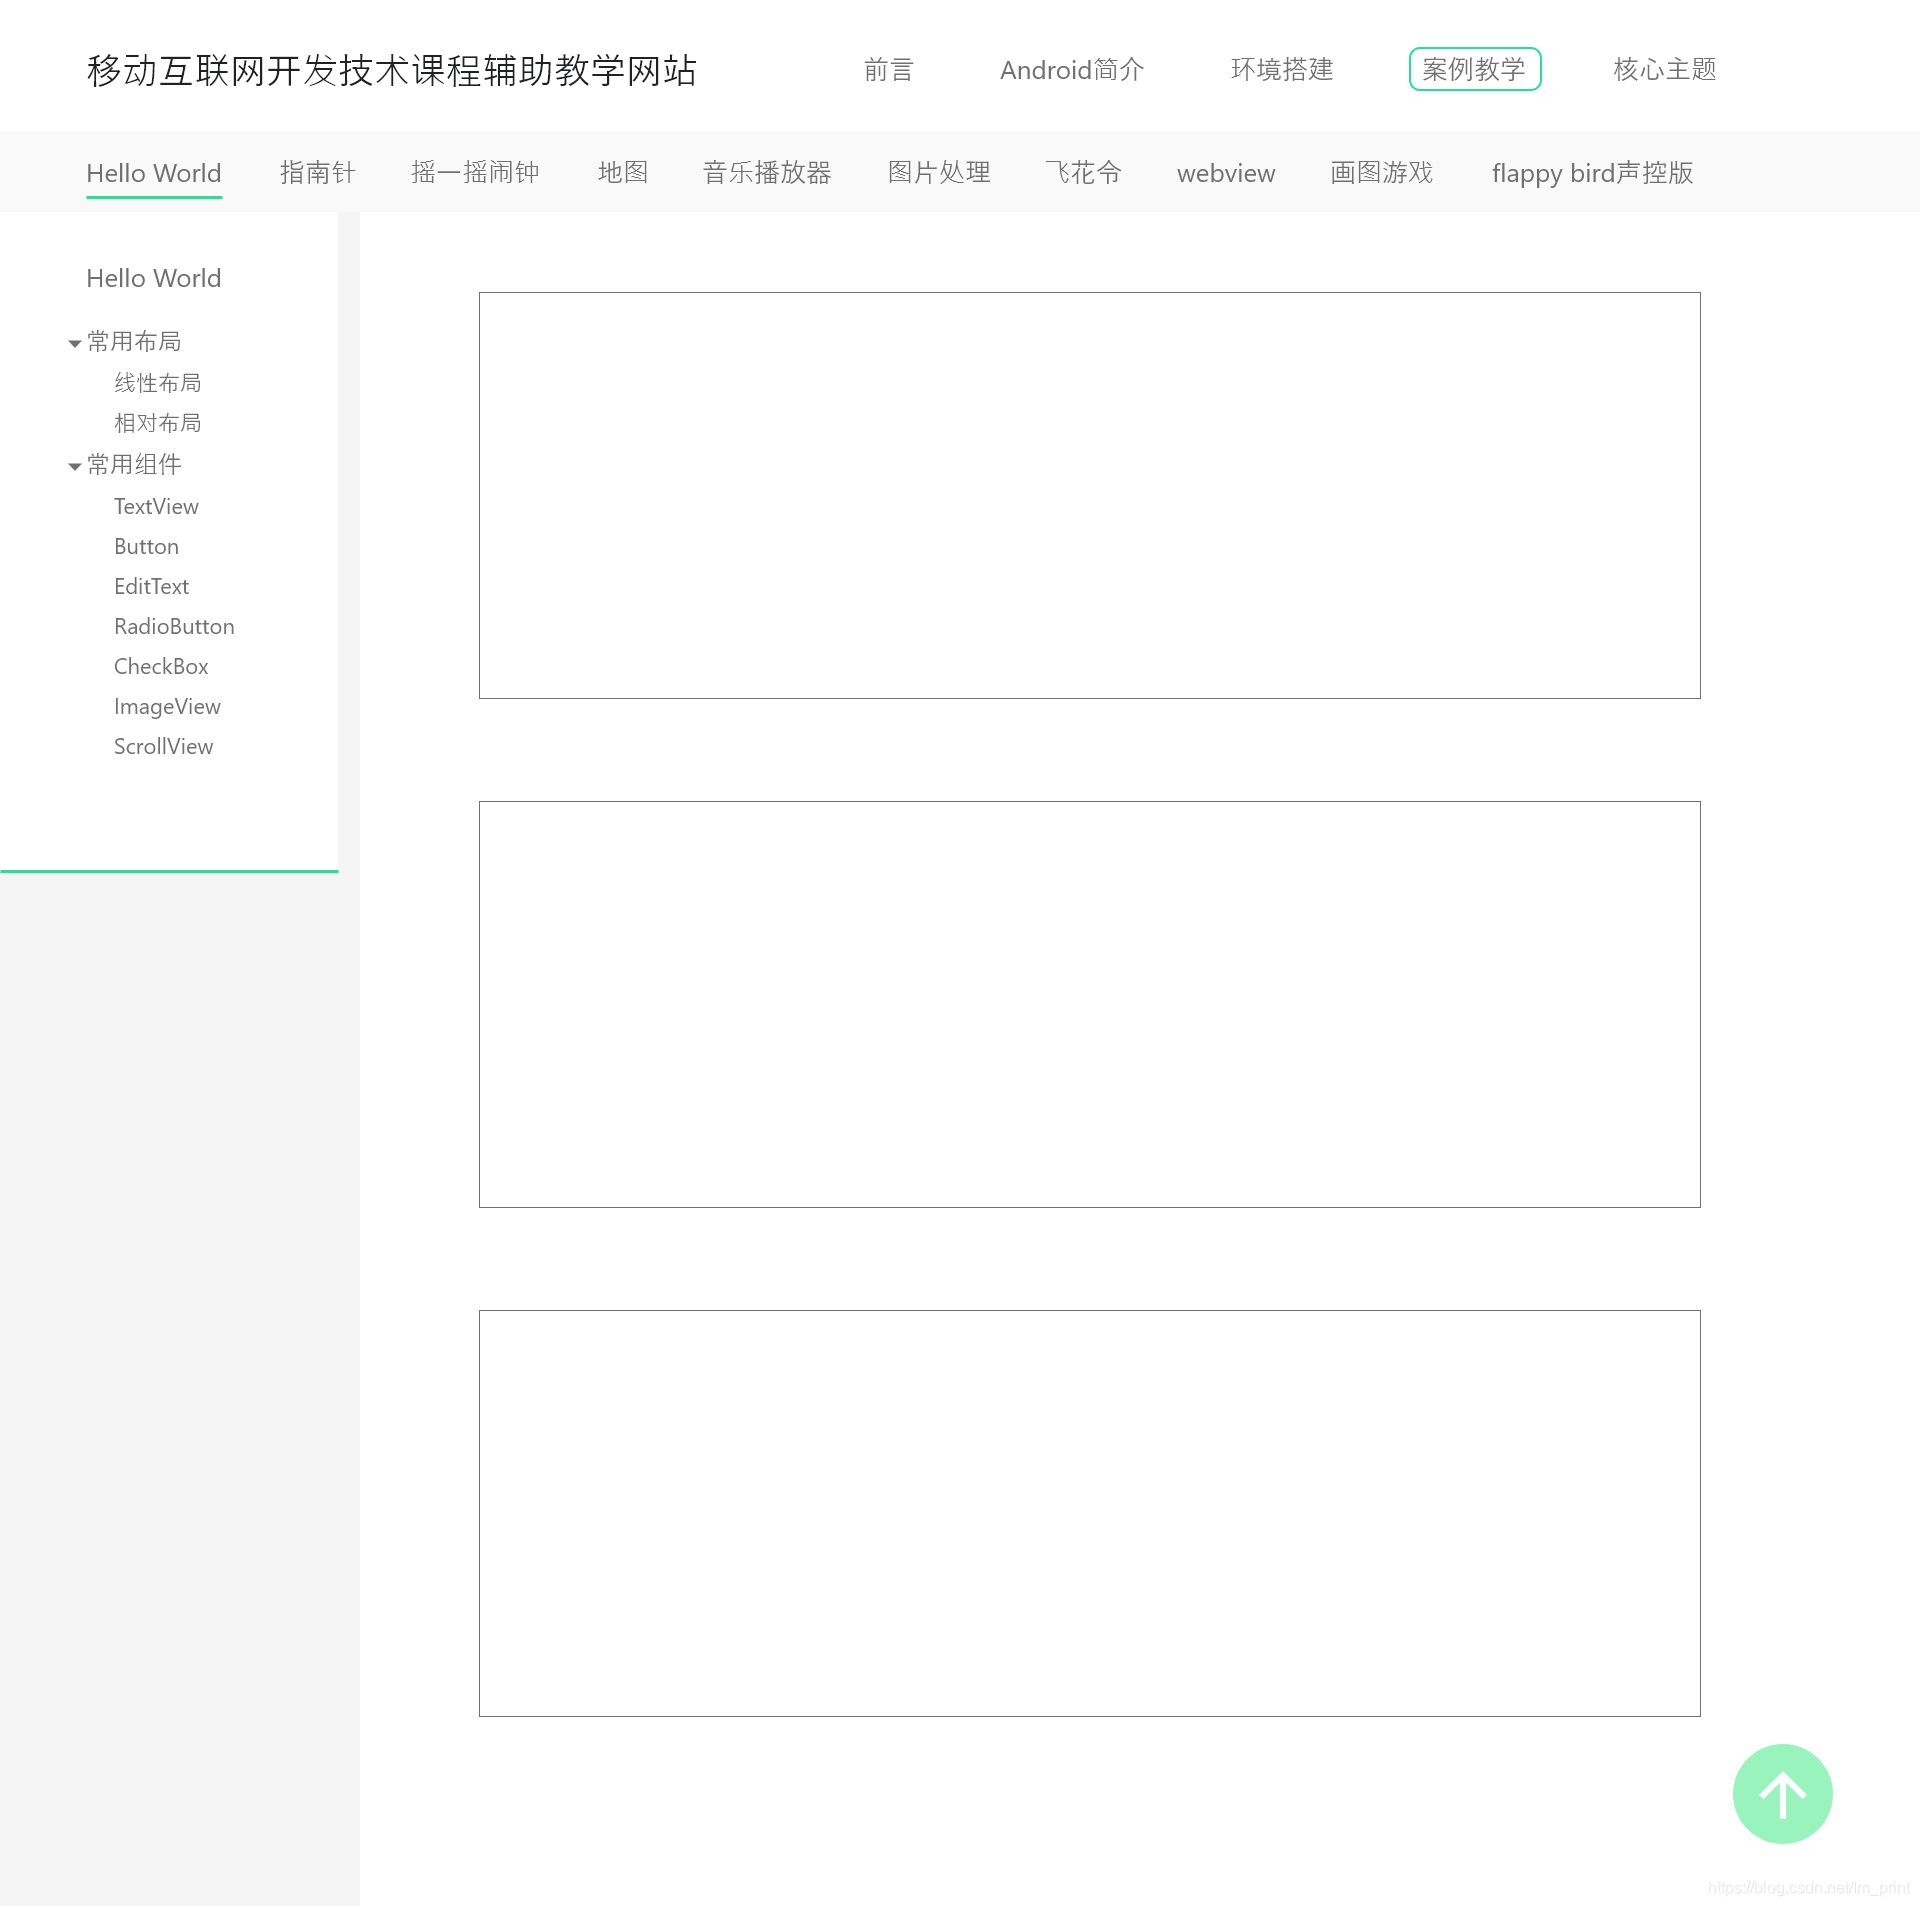 移动互联网开发技术课程辅助教学网站 前言 Android简介 环境搭建 案例教学 核心主题
Hello World 指南针 摇一摇闹钟 地图 音乐播放器 图片处理 飞花令 webview 画图游戏 flappy bird声控版
Hello World
常用布局
线性布局
相对布局
常用组件
TextView
Button
EditText
RadioButton
CheckBox
ImageView
ScrollView
https://blog.csdn.net/lm_print